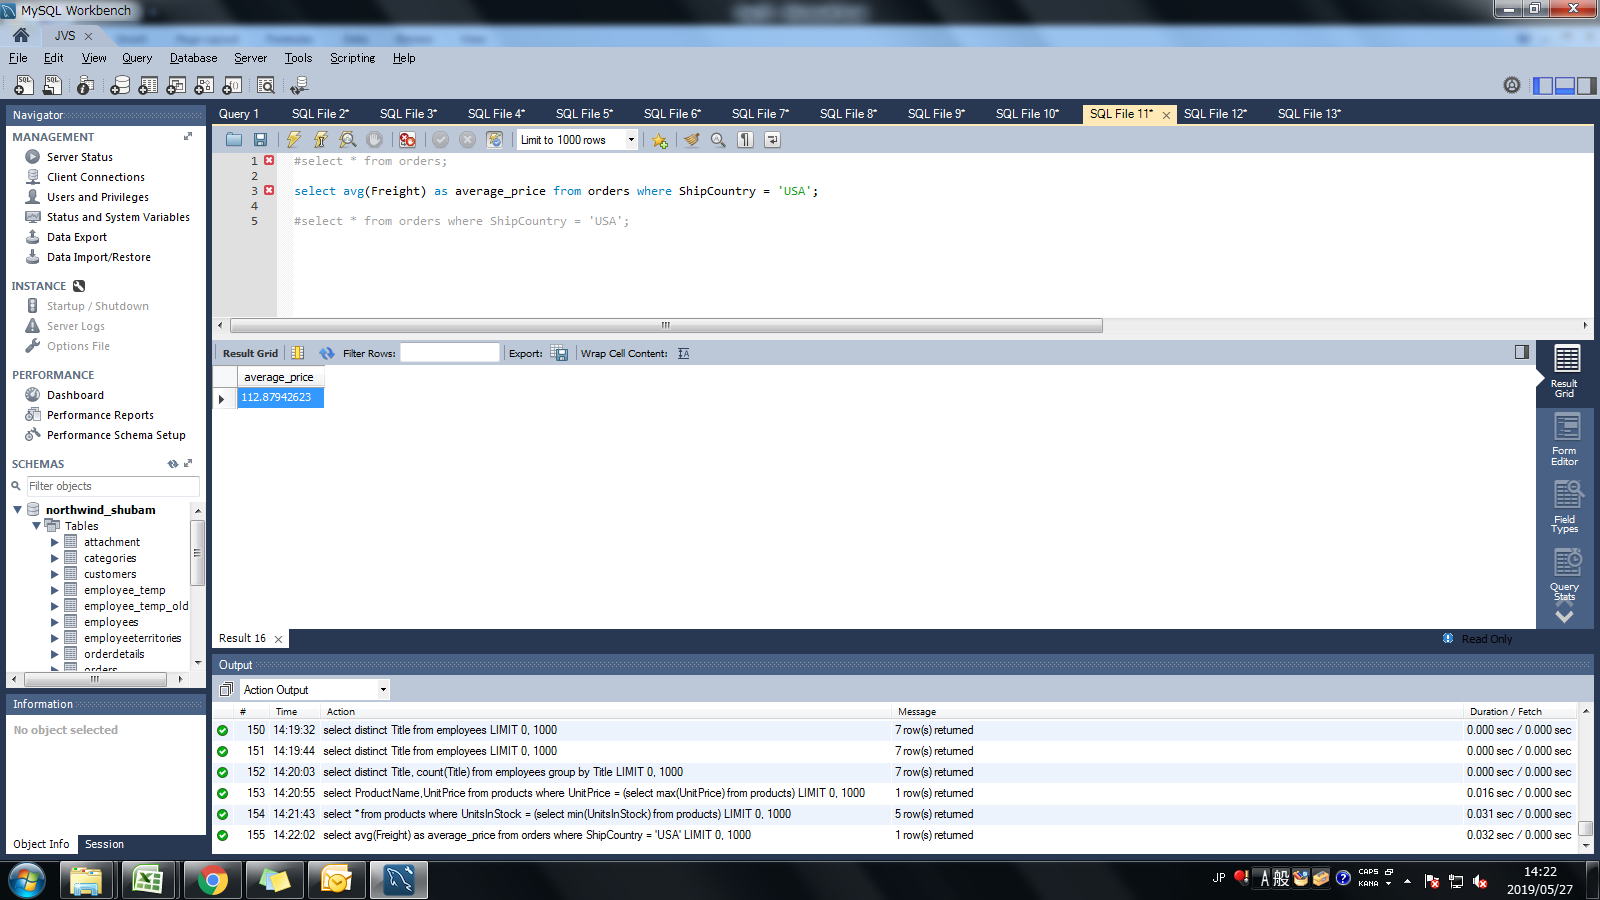 MySQL Workbench
JVS
File Edit View Query Database Server Tools Scripting Help
Navigator
MANAGEMENT
Server Status
Client Connections
Users and Privileges
Status and System Variables
Data Export
Data Import/Restore
INSTANCE
Startup / Shutdown
Server Logs
Options File
PERFORMANCE
Dashboard
Performance Reports
Performance Schema Setup
SCHEMAS
Filter objects
northwind_shubam
Tables
attachment
categories
customers
employee_temp
employee_temp_old
employees
employeeterritories
orderdetails
orders
Information
No object selected
Object Info Session
Query 1 SQL File 2* SQL File 3* SQL File 4* SQL File 5* SQL File 6* SQL File 7* SQL File 8* SQL File 9* SQL File 10* SQL File 11* SQL File 12* SQL File 13*
Limit to 1000 rows
1 #select * from orders;
2
3 select avg(Freight) as average_price from orders where ShipCountry = 'USA';
4
5 #select * from orders where ShipCountry = 'USA';
Result Grid Filter Rows: Export: Wrap Cell Content:
average_price
112.87942623
Result Grid
Form Editor
Field Types
Query Stats
Result 16
Read Only
Output
Action Output
# Time Action Message Duration / Fetch
150 14:19:32 select distinct Title from employees LIMIT 0, 1000 7 row(s) returned 0.000 sec / 0.000 sec
151 14:19:44 select distinct Title from employees LIMIT 0, 1000 7 row(s) returned 0.000 sec / 0.000 sec
152 14:20:03 select distinct Title, count(Title) from employees group by Title LIMIT 0, 1000 7 row(s) returned 0.000 sec / 0.000 sec
153 14:20:55 select ProductName,UnitPrice from products where UnitPrice = (select max(UnitPrice) from products) LIMIT 0, 1000 1 row(s) returned 0.016 sec / 0.000 sec
154 14:21:43 select * from products where UnitsInStock = (select min(UnitsInStock) from products) LIMIT 0, 1000 5 row(s) returned 0.031 sec / 0.000 sec
155 14:22:02 select avg(Freight) as average_price from orders where ShipCountry = 'USA' LIMIT 0, 1000 1 row(s) returned 0.032 sec / 0.000 sec
JP A 般 CAPS KANA
14:22
2019/05/27